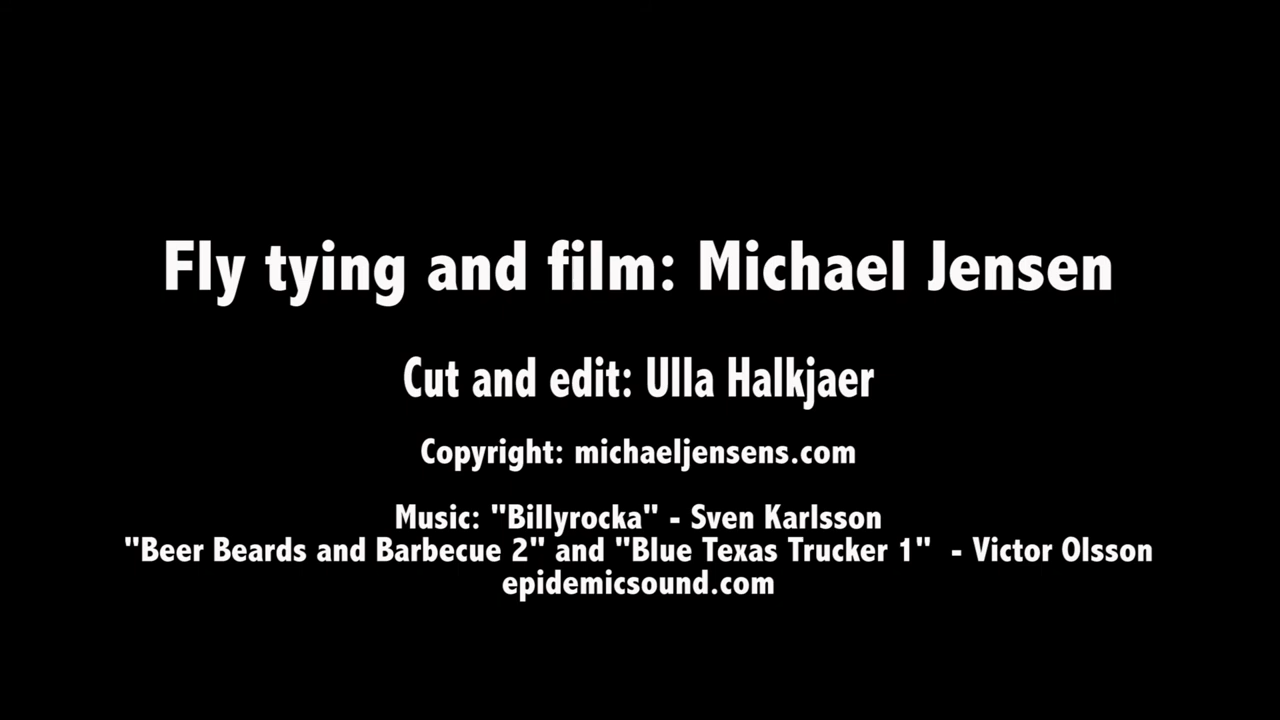 Fly tying and film: Michael Jensen
Cut and edit: Ulla Halkjaer
Copyright: michaeljensens.com
Music: "Billyrocka" - Sven Karlsson
"Beer Beards and Barbecue 2" and "Blue Texas Trucker 1"  - Victor Olsson
epidemicsound.com